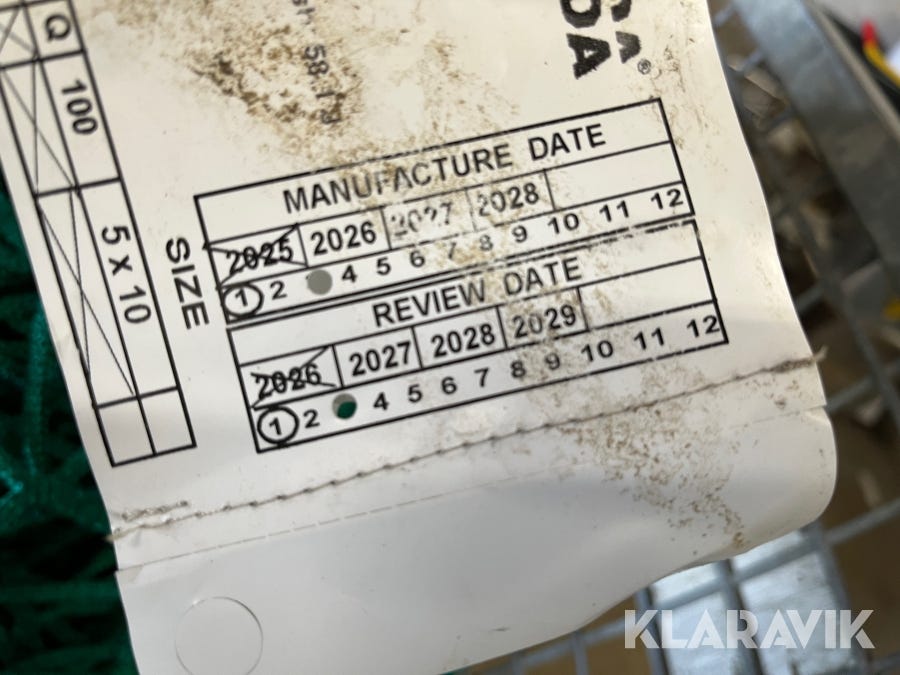 Q
100
5 x 10
SIZE
DA
®
MANUFACTURE DATE
2025 2026 2027 2028
1 2 4 5 6 7 8 9 10 11 12
REVIEW DATE
2026 2027 2028 2029
1 2 4 5 6 7 8 9 10 11 12
KLARAVIK